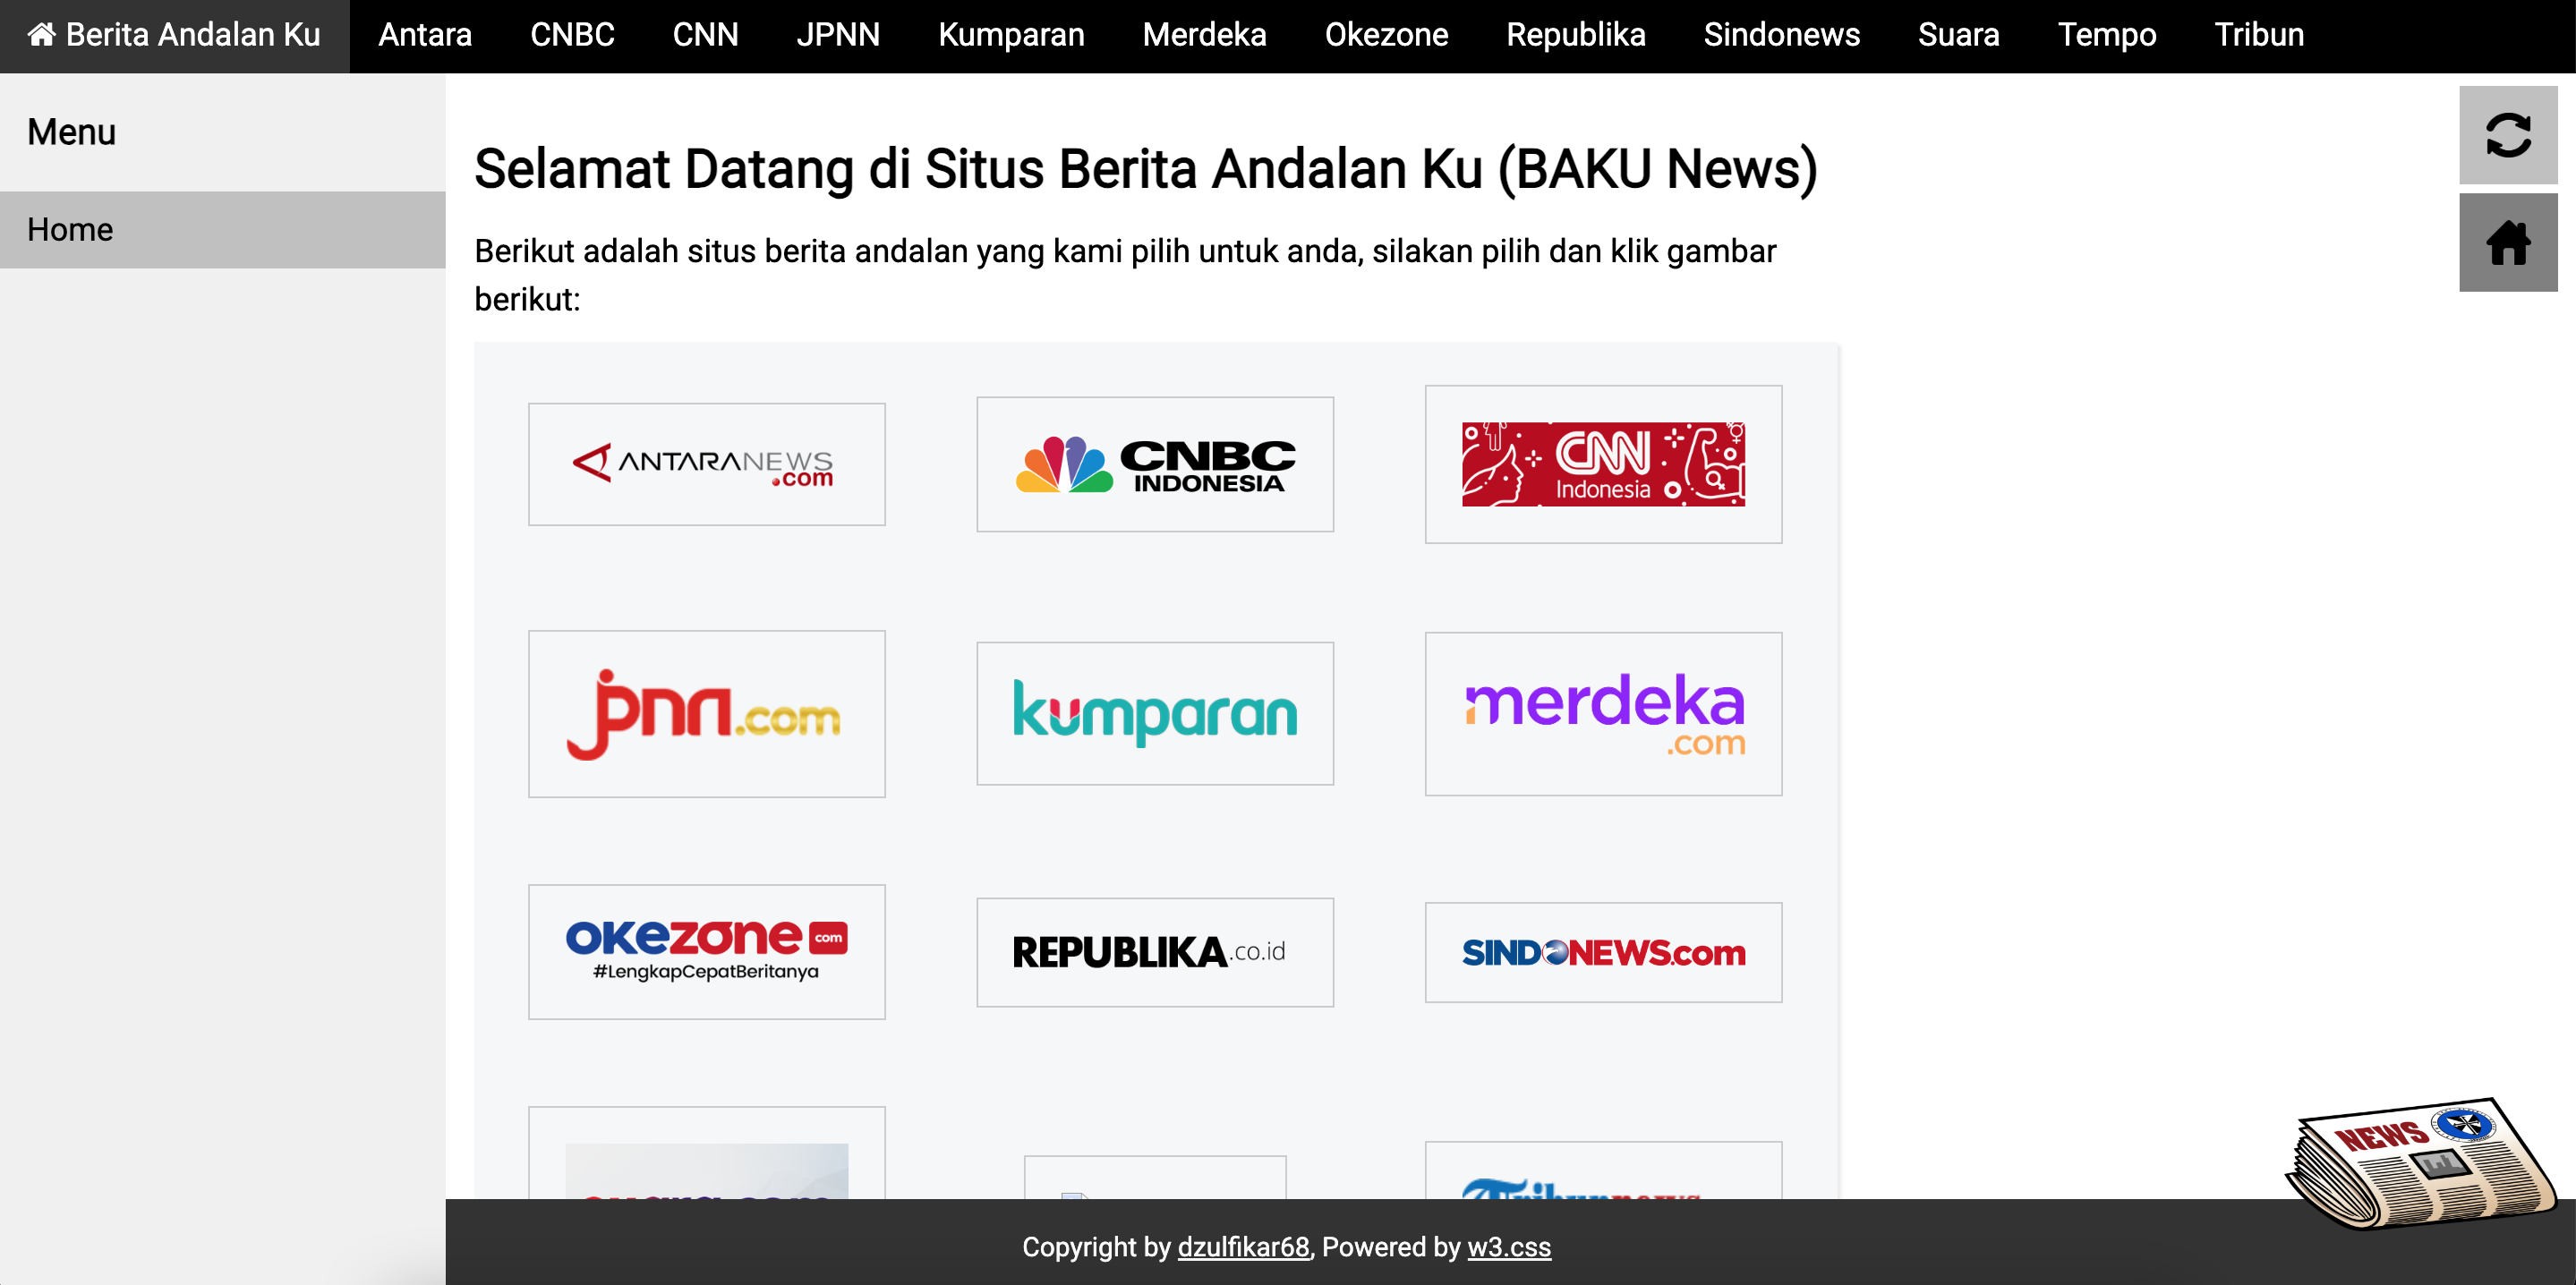 Berita Andalan Ku Antara CNBC CNN JPNN Kumparan Merdeka Okezone Republika Sindonews Suara Tempo Tribun
Menu
Home
Selamat Datang di Situs Berita Andalan Ku (BAKU News)
Berikut adalah situs berita andalan yang kami pilih untuk anda, silakan pilih dan klik gambar
berikut:
ANTARANEWS
.com
CNBC
INDONESIA
CNN
Indonesia
jpnn.com
kumparan
merdeka
.com
okezone com
#LengkapCepatBeritanya
REPUBLIKA.co.id
SINDONEWS.com
Tribunnews
NEWS
Copyright by dzulfikar68, Powered by w3.css